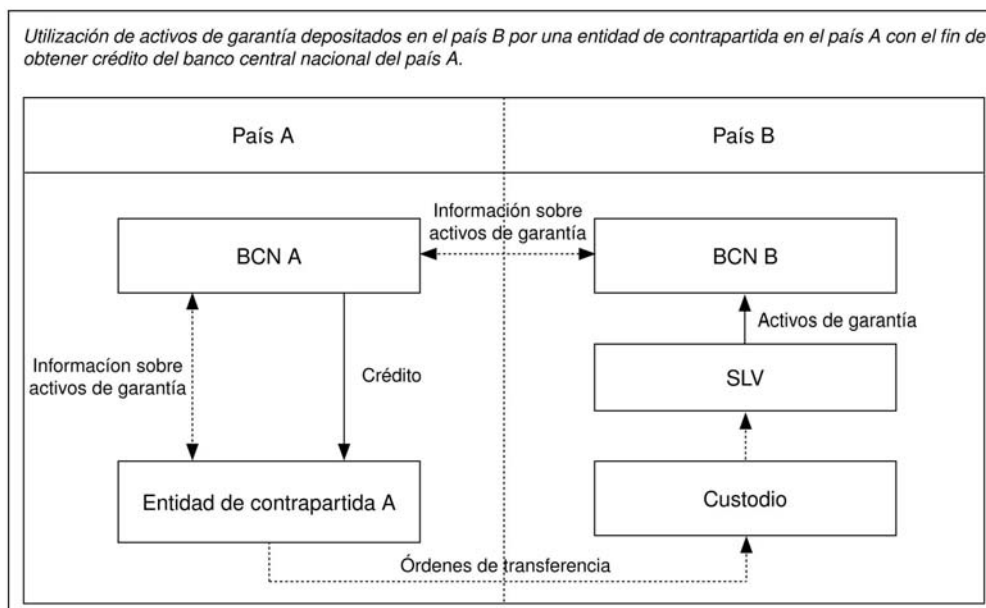 Utilización de activos de garantía depositados en el país B por una entidad de contrapartida en el país A con el fin de
obtener crédito del banco central nacional del país A.
País A
País B
Información sobre
activos de garantía
BCN A
BCN B
Activos de garantía
Informacíon sobre
activos de garantía
Crédito
SLV
Entidad de contrapartida A
Custodio
Órdenes de transferencia